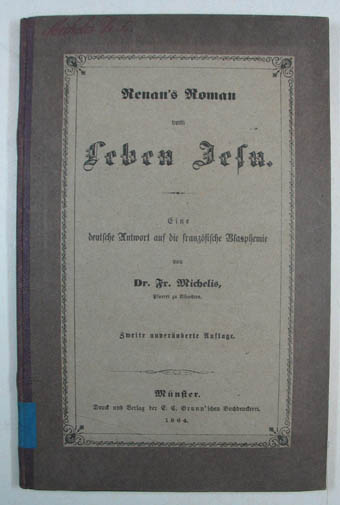 Renan's Roman
vom
Leben Jesu.
Eine
deutsche Antwort auf die französische Blasphemie
von
Dr. Fr. Michelis,
Pfarrer zu Albachten.
Zweite unveränderte Auflage.
Münster.
Druck und Verlag der E. C. Brunn'schen Buchdruckerei.
1864.